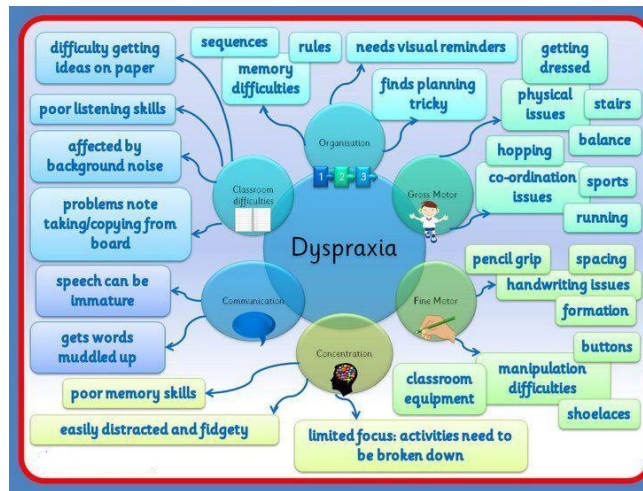 difficulty getting
ideas on paper
poor listening skills
affected by
background noise
problems note
taking/copying from
board
Classroom
difficulties
sequences
rules
memory
difficulties
needs visual reminders
finds planning
tricky
Organisation
1 2 3
getting
dressed
physical
issues
stairs
balance
hopping
co-ordination
issues
sports
running
Gross Motor
Dyspraxia
speech can be
immature
gets words
muddled up
Communication
pencil grip
spacing
handwriting issues
formation
Fine Motor
buttons
manipulation
difficulties
classroom
equipment
shoelaces
Concentration
poor memory skills
easily distracted and fidgety
limited focus: activities need to
be broken down